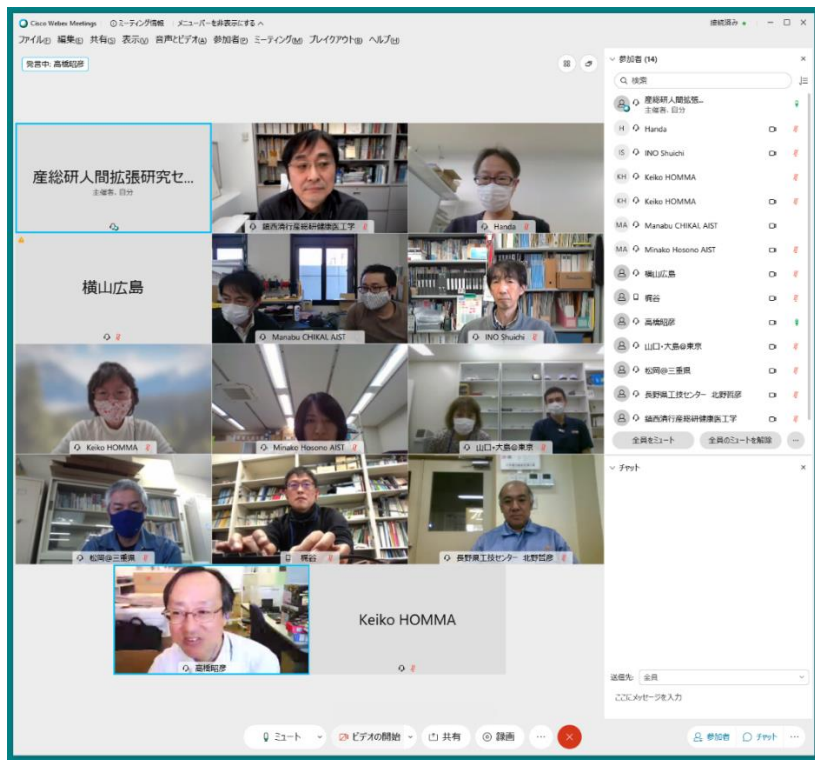 Cisco Webex Meetings ミーティング情報 メニューバーを非表示にする
接続済み
ファイル(F) 編集(E) 共有(S) 表示(V) 音声とビデオ(A) 参加者(P) ミーティング(M) ブレイクアウト(B) ヘルプ(H)
発言中: 高橋昭彦
産総研人間拡張研究セ...
主催者、自分
鎮西清行産総研健康医工学
Handa
横山広島
Manabu CHIKAI, AIST
INO Shuichi
Keiko HOMMA
Minako Hosono AIST
山口・大島@東京
松岡@三重県
梶谷
長野県工技センター 北野哲彦
高橋昭彦
Keiko HOMMA
ミュート
ビデオの開始
共有
録画
参加者 (14)
検索
産総研人間拡張...
主催者、自分
H Handa
IS INO Shuichi
KH Keiko HOMMA
KH Keiko HOMMA
MA Manabu CHIKAI, AIST
MA Minako Hosono AIST
横山広島
梶谷
高橋昭彦
山口・大島@東京
松岡@三重県
長野県工技センター 北野哲彦
鎮西清行産総研健康医工学
全員をミュート 全員のミュートを解除
チャット
送信先: 全員
ここにメッセージを入力
参加者 チャット